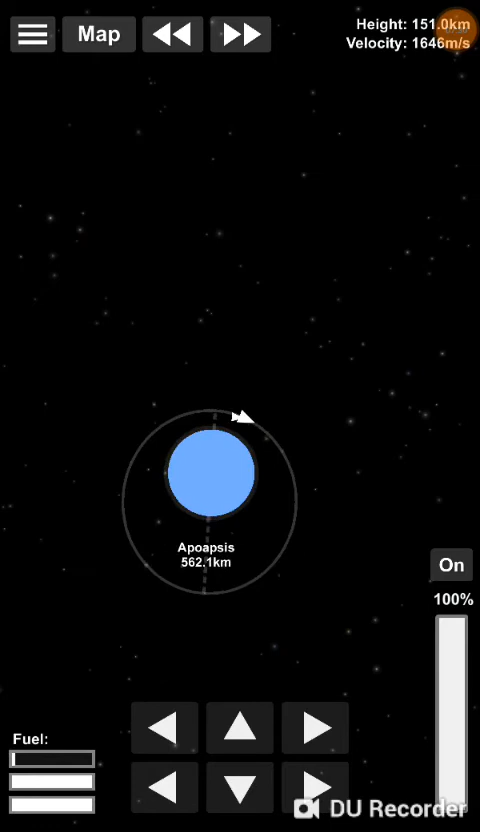 Map
Height: 151.0km
Velocity: 1646m/s
Apoapsis
562.1km
On
100%
Fuel:
DU Recorder